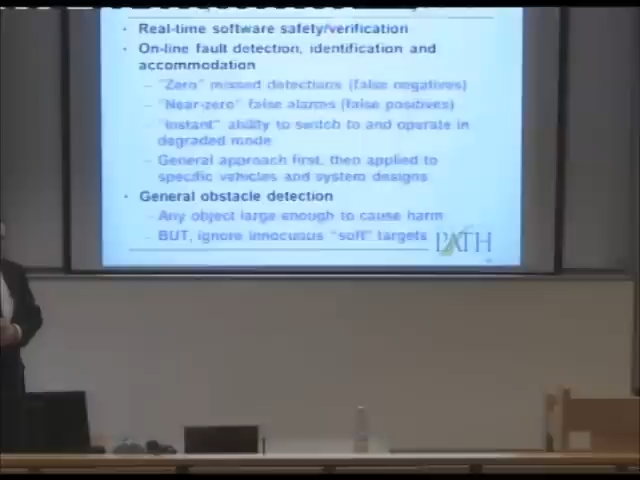 • Real-time software safety/verification
• On-line fault detection, identification and
accommodation
– "Zero" missed detections (false negatives)
– "Near-zero" false alarms (false positives)
– "Instant" ability to switch to and operate in
degraded mode
– General approach first, then applied to
specific vehicles and system designs
• General obstacle detection
– Any object large enough to cause harm
– BUT, ignore innocuous "soft" targets
PATH